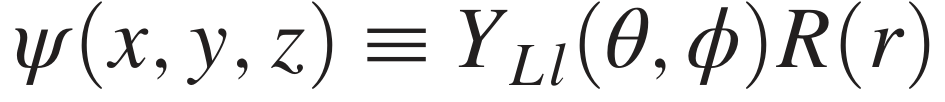 ψ(x, y, z) ≡ Y_{Ll}(θ, ϕ)R(r)